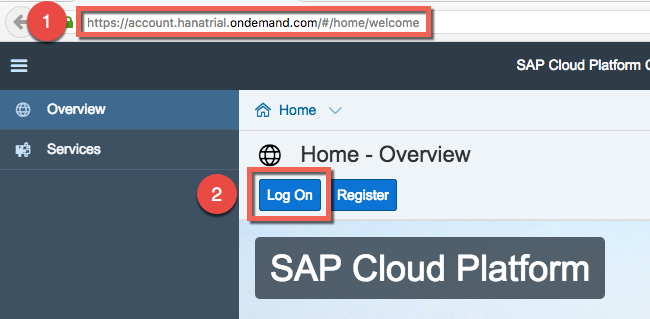 1
https://account.hanatrial.ondemand.com/#/home/welcome
SAP Cloud Platform C
Overview
Home
Services
Home - Overview
2
Log On
Register
SAP Cloud Platform